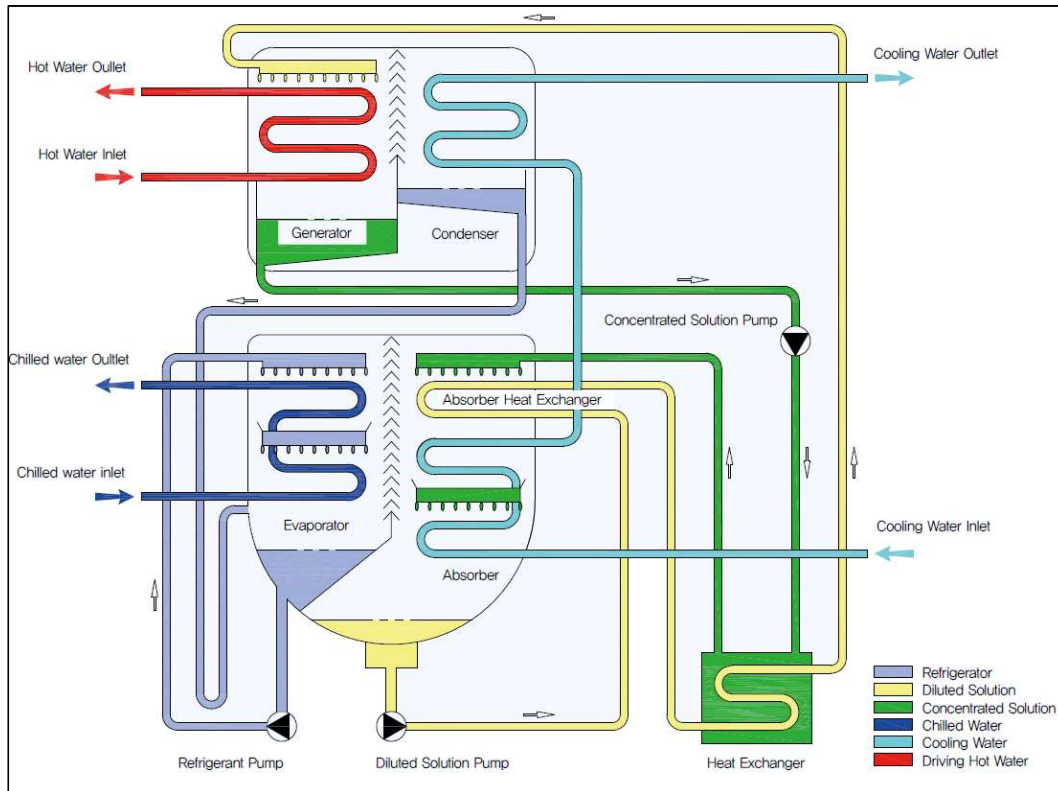 Hot Water Oullet
Cooling Water Outlet
Hot Water Inlet
Generator
Condenser
Concentrated Solution Pump
Chilled water Oultlet
Absorber Heat Exchanger
Chilled water inlet
Evaporator
Cooling Water Inlet
Absorber
Refrigerator
Diluted Solution
Concentrated Solution
Chilled Water
Cooling Water
Driving Hot Water
Refrigerant Pump
Diluted Solution Pump
Heat Exchanger